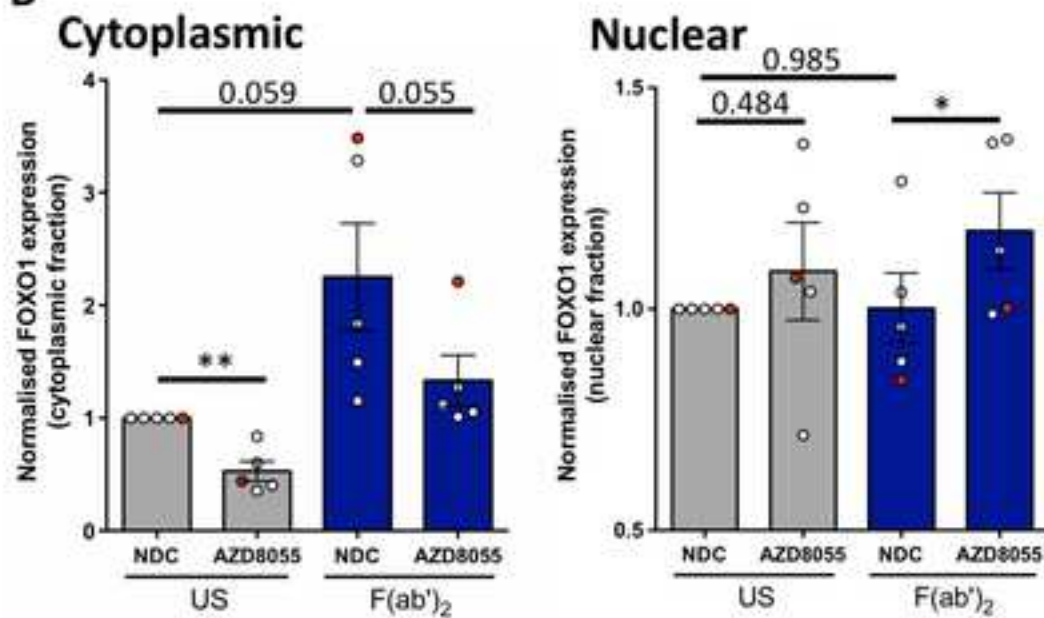 Cytoplasmic
Normalised FOXO1 expression
(cytoplasmic fraction)
4
3
2
1
0
0.059
0.055
**
NDC
AZD8055
NDC
AZD8055
US
F(ab')2
Nuclear
Normalised FOXO1 expression
(nuclear fraction)
1.5
1.0
0.5
0.985
0.484
*
NDC
AZD8055
NDC
AZD8055
US
F(ab')2